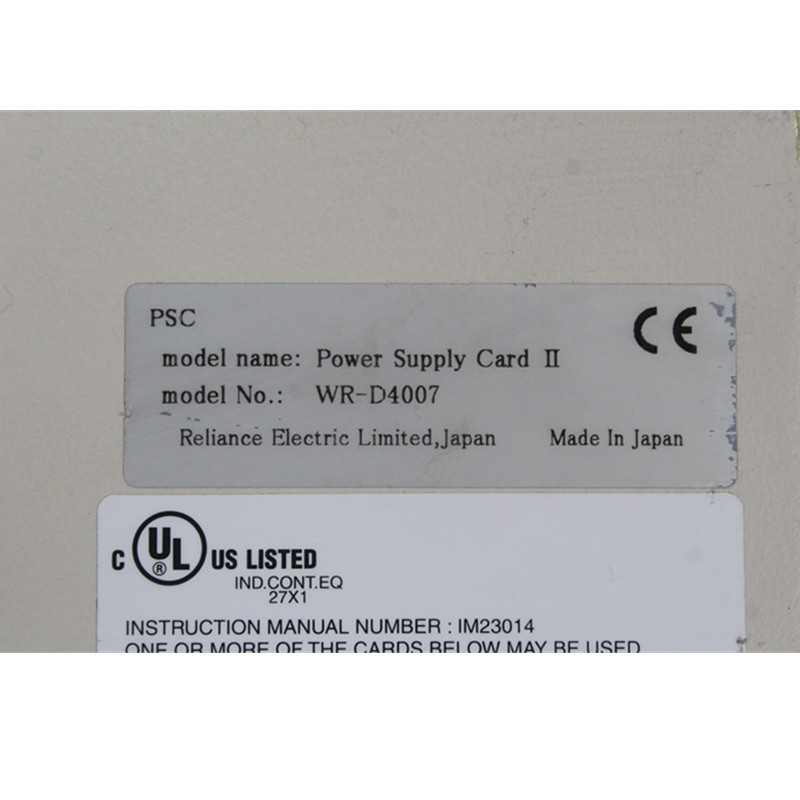 PSC
CE
model name: Power Supply Card II
model No.: WR-D4007
Reliance Electric Limited,Japan Made In Japan
C UL ® US LISTED
IND.CONT.EQ
27X1
INSTRUCTION MANUAL NUMBER : IM23014
ONE OR MORE OF THE CARDS BELOW MAY BE USED